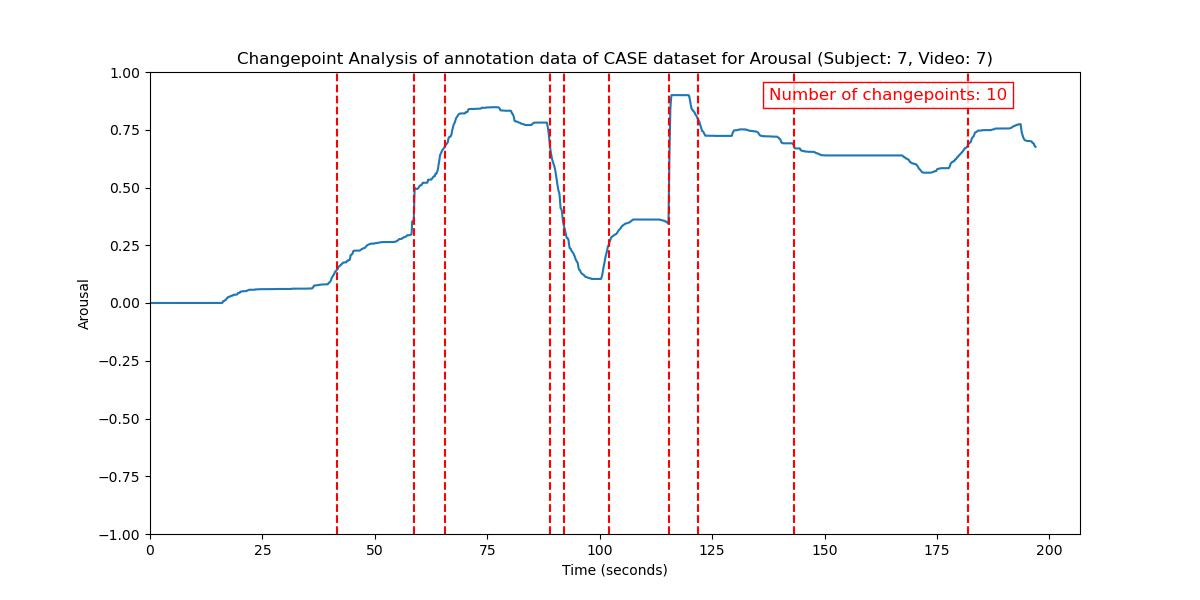 Changepoint Analysis of annotation data of CASE dataset for Arousal (Subject: 7, Video: 7)
Number of changepoints: 10
Arousal
1.00
0.75
0.50
0.25
0.00
−0.25
−0.50
−0.75
−1.00
0 25 50 75 100 125 150 175 200
Time (seconds)